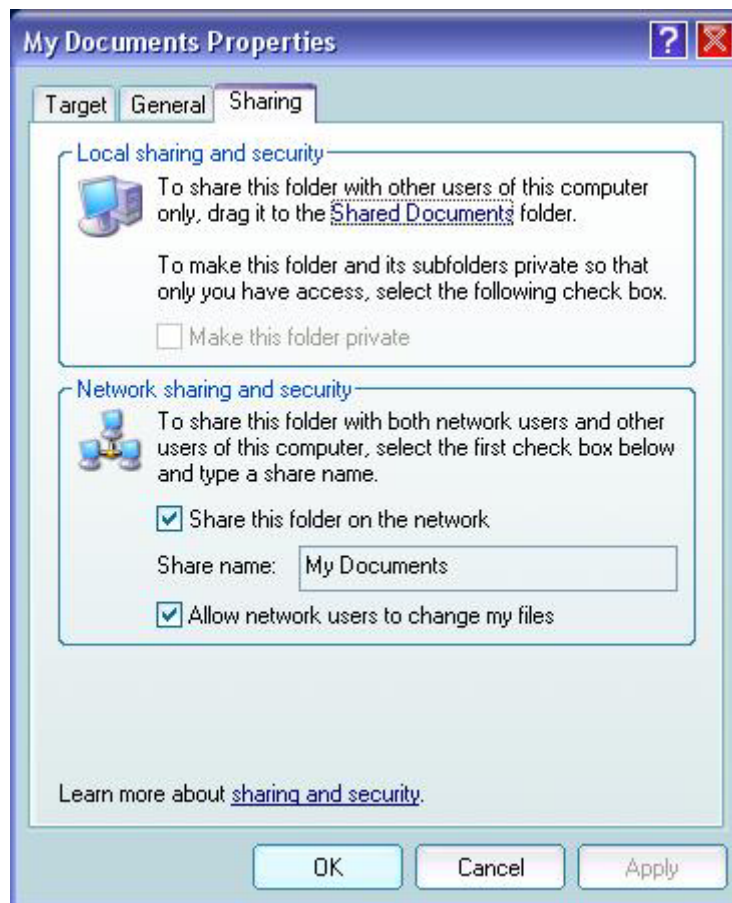 My Documents Properties
?
Target General Sharing
Local sharing and security
To share this folder with other users of this computer
only, drag it to the Shared Documents folder.
To make this folder and its subfolders private so that
only you have access, select the following check box.
Make this folder private
Network sharing and security
To share this folder with both network users and other
users of this computer, select the first check box below
and type a share name.
Share this folder on the network
Share name: My Documents
Allow network users to change my files
Learn more about sharing and security.
OK Cancel Apply